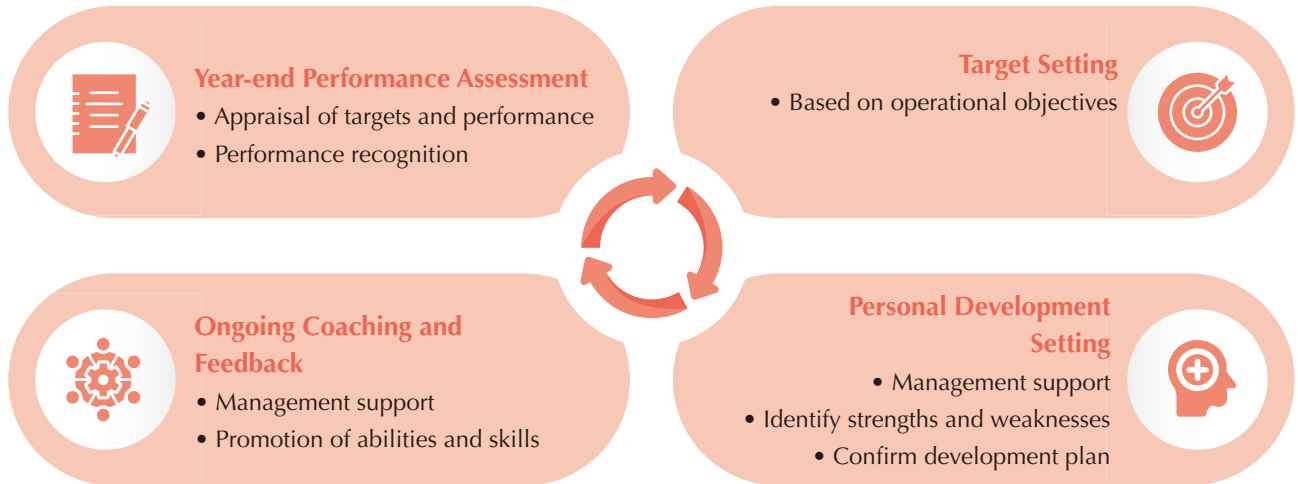 Year-end Performance Assessment
• Appraisal of targets and performance
• Performance recognition
Target Setting
• Based on operational objectives
Ongoing Coaching and
Feedback
• Management support
• Promotion of abilities and skills
Personal Development
Setting
• Management support
• Identify strengths and weaknesses
• Confirm development plan